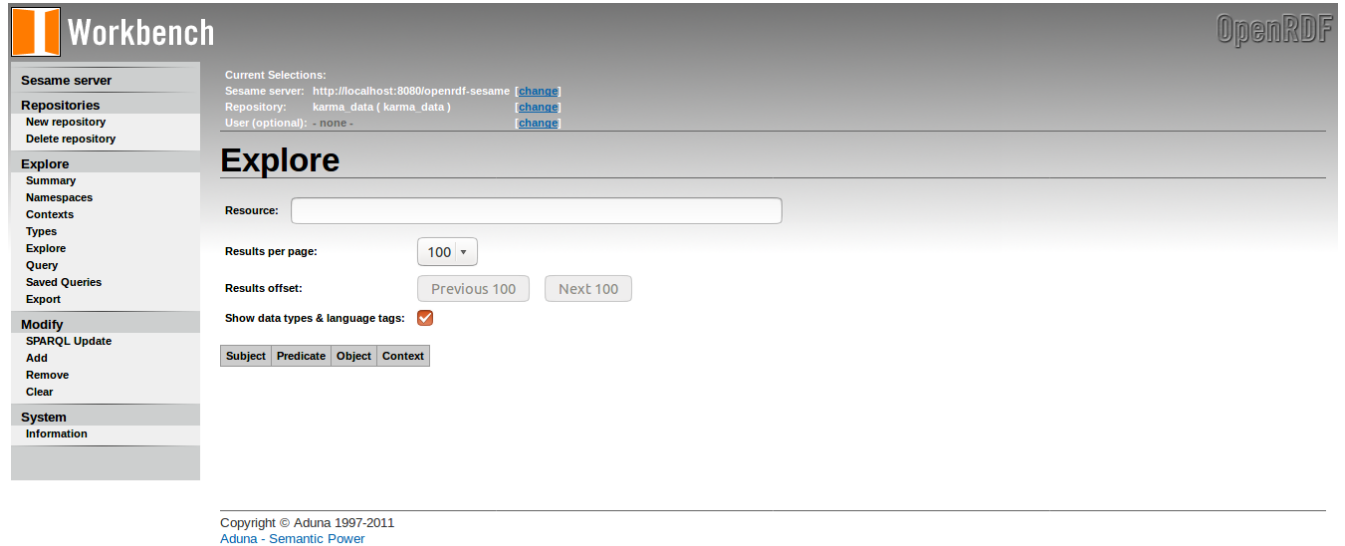 Workbench
OpenRDF
Sesame server
Repositories
New repository
Delete repository
Explore
Summary
Namespaces
Contexts
Types
Explore
Query
Saved Queries
Export
Modify
SPARQL Update
Add
Remove
Clear
System
Information
Current Selections:
Sesame server: http://localhost:8080/openrdf-sesame [change]
Repository: karma_data ( karma_data ) [change]
User (optional): - none - [change]
Explore
Resource:
Results per page: 100
Results offset: Previous 100 Next 100
Show data types & language tags:
Subject Predicate Object Context
Copyright © Aduna 1997-2011
Aduna - Semantic Power